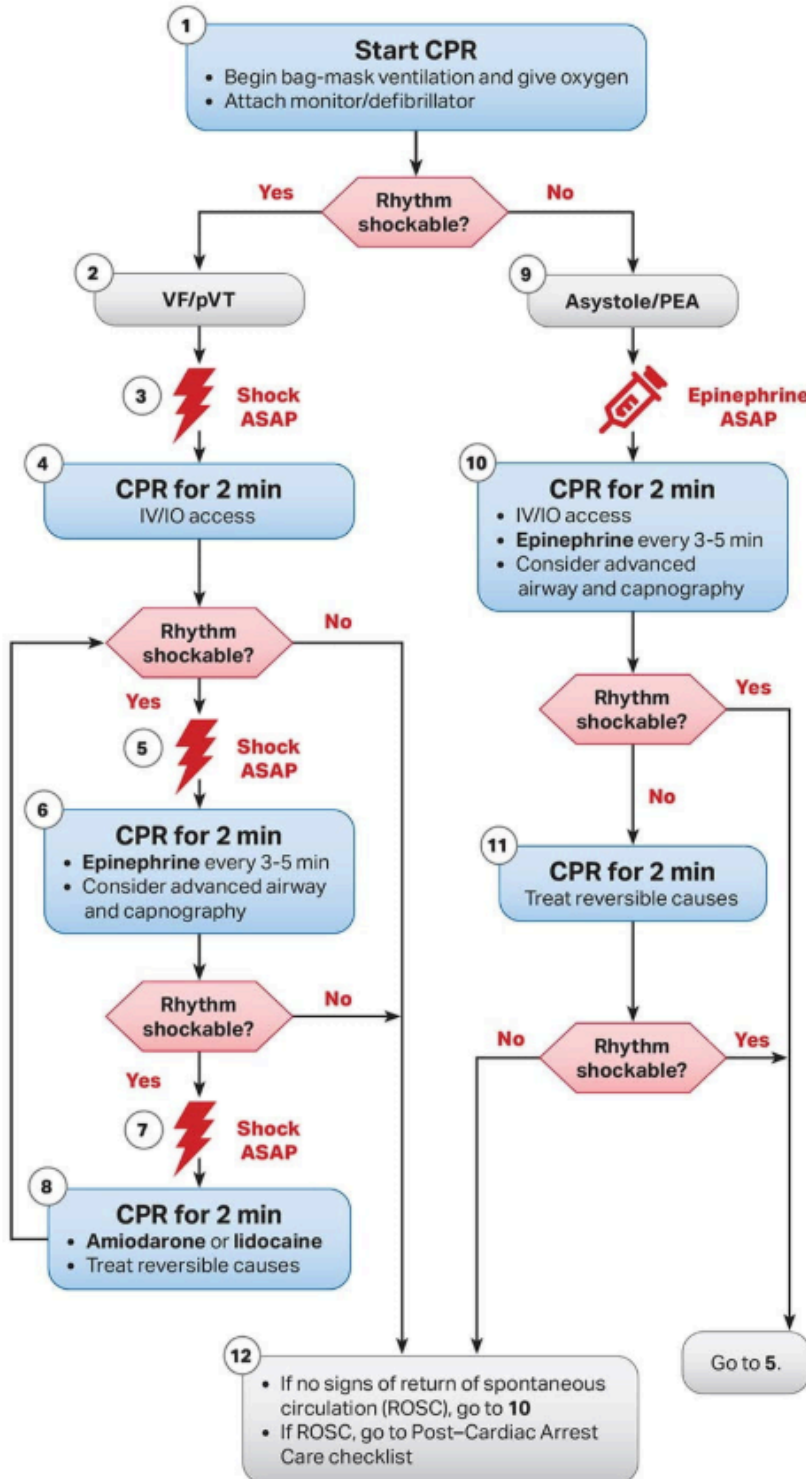 1
Start CPR
• Begin bag-mask ventilation and give oxygen
• Attach monitor/defibrillator
Yes
Rhythm
shockable?
No
2
VF/pVT
9
Asystole/PEA
3
Shock
ASAP
Epinephrine
ASAP
4
CPR for 2 min
IV/IO access
10
CPR for 2 min
• IV/IO access
• Epinephrine every 3-5 min
• Consider advanced
airway and capnography
Rhythm
shockable?
No
Yes
Rhythm
shockable?
Yes
No
5
Shock
ASAP
6
CPR for 2 min
• Epinephrine every 3-5 min
• Consider advanced airway
and capnography
11
CPR for 2 min
Treat reversible causes
Rhythm
shockable?
No
Yes
No
Rhythm
shockable?
Yes
7
Shock
ASAP
8
CPR for 2 min
• Amiodarone or lidocaine
• Treat reversible causes
12
• If no signs of return of spontaneous
circulation (ROSC), go to 10
• If ROSC, go to Post–Cardiac Arrest
Care checklist
Go to 5.